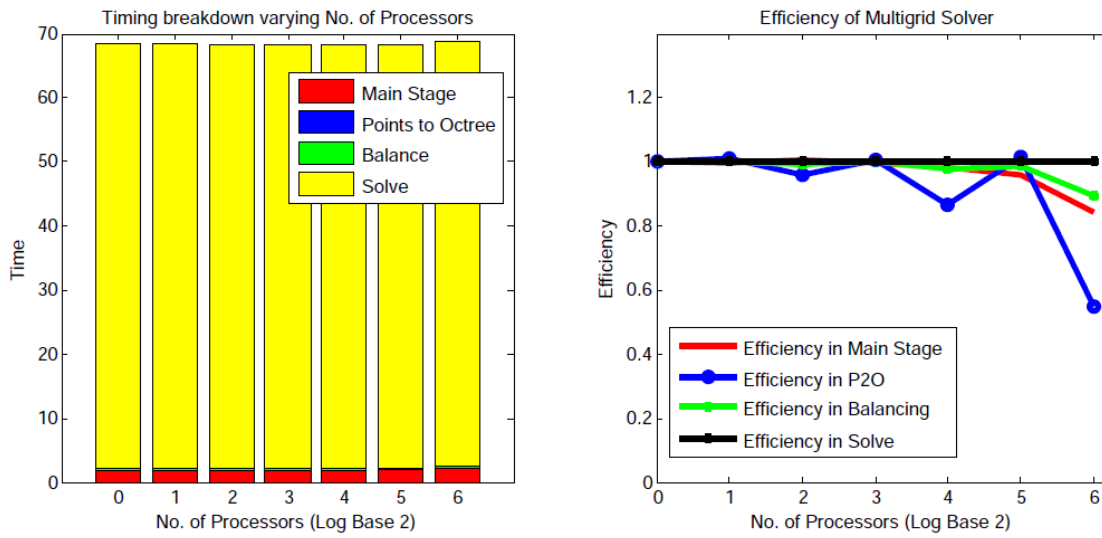 Timing breakdown varying No. of Processors
70
60
50
40
30
20
10
0
Time
Main Stage
Points to Octree
Balance
Solve
0 1 2 3 4 5 6
No. of Processors (Log Base 2)
Efficiency of Multigrid Solver
1.2
1
0.8
0.6
0.4
0.2
0
Efficiency
Efficiency in Main Stage
Efficiency in P2O
Efficiency in Balancing
Efficiency in Solve
0 1 2 3 4 5 6
No. of Processors (Log Base 2)